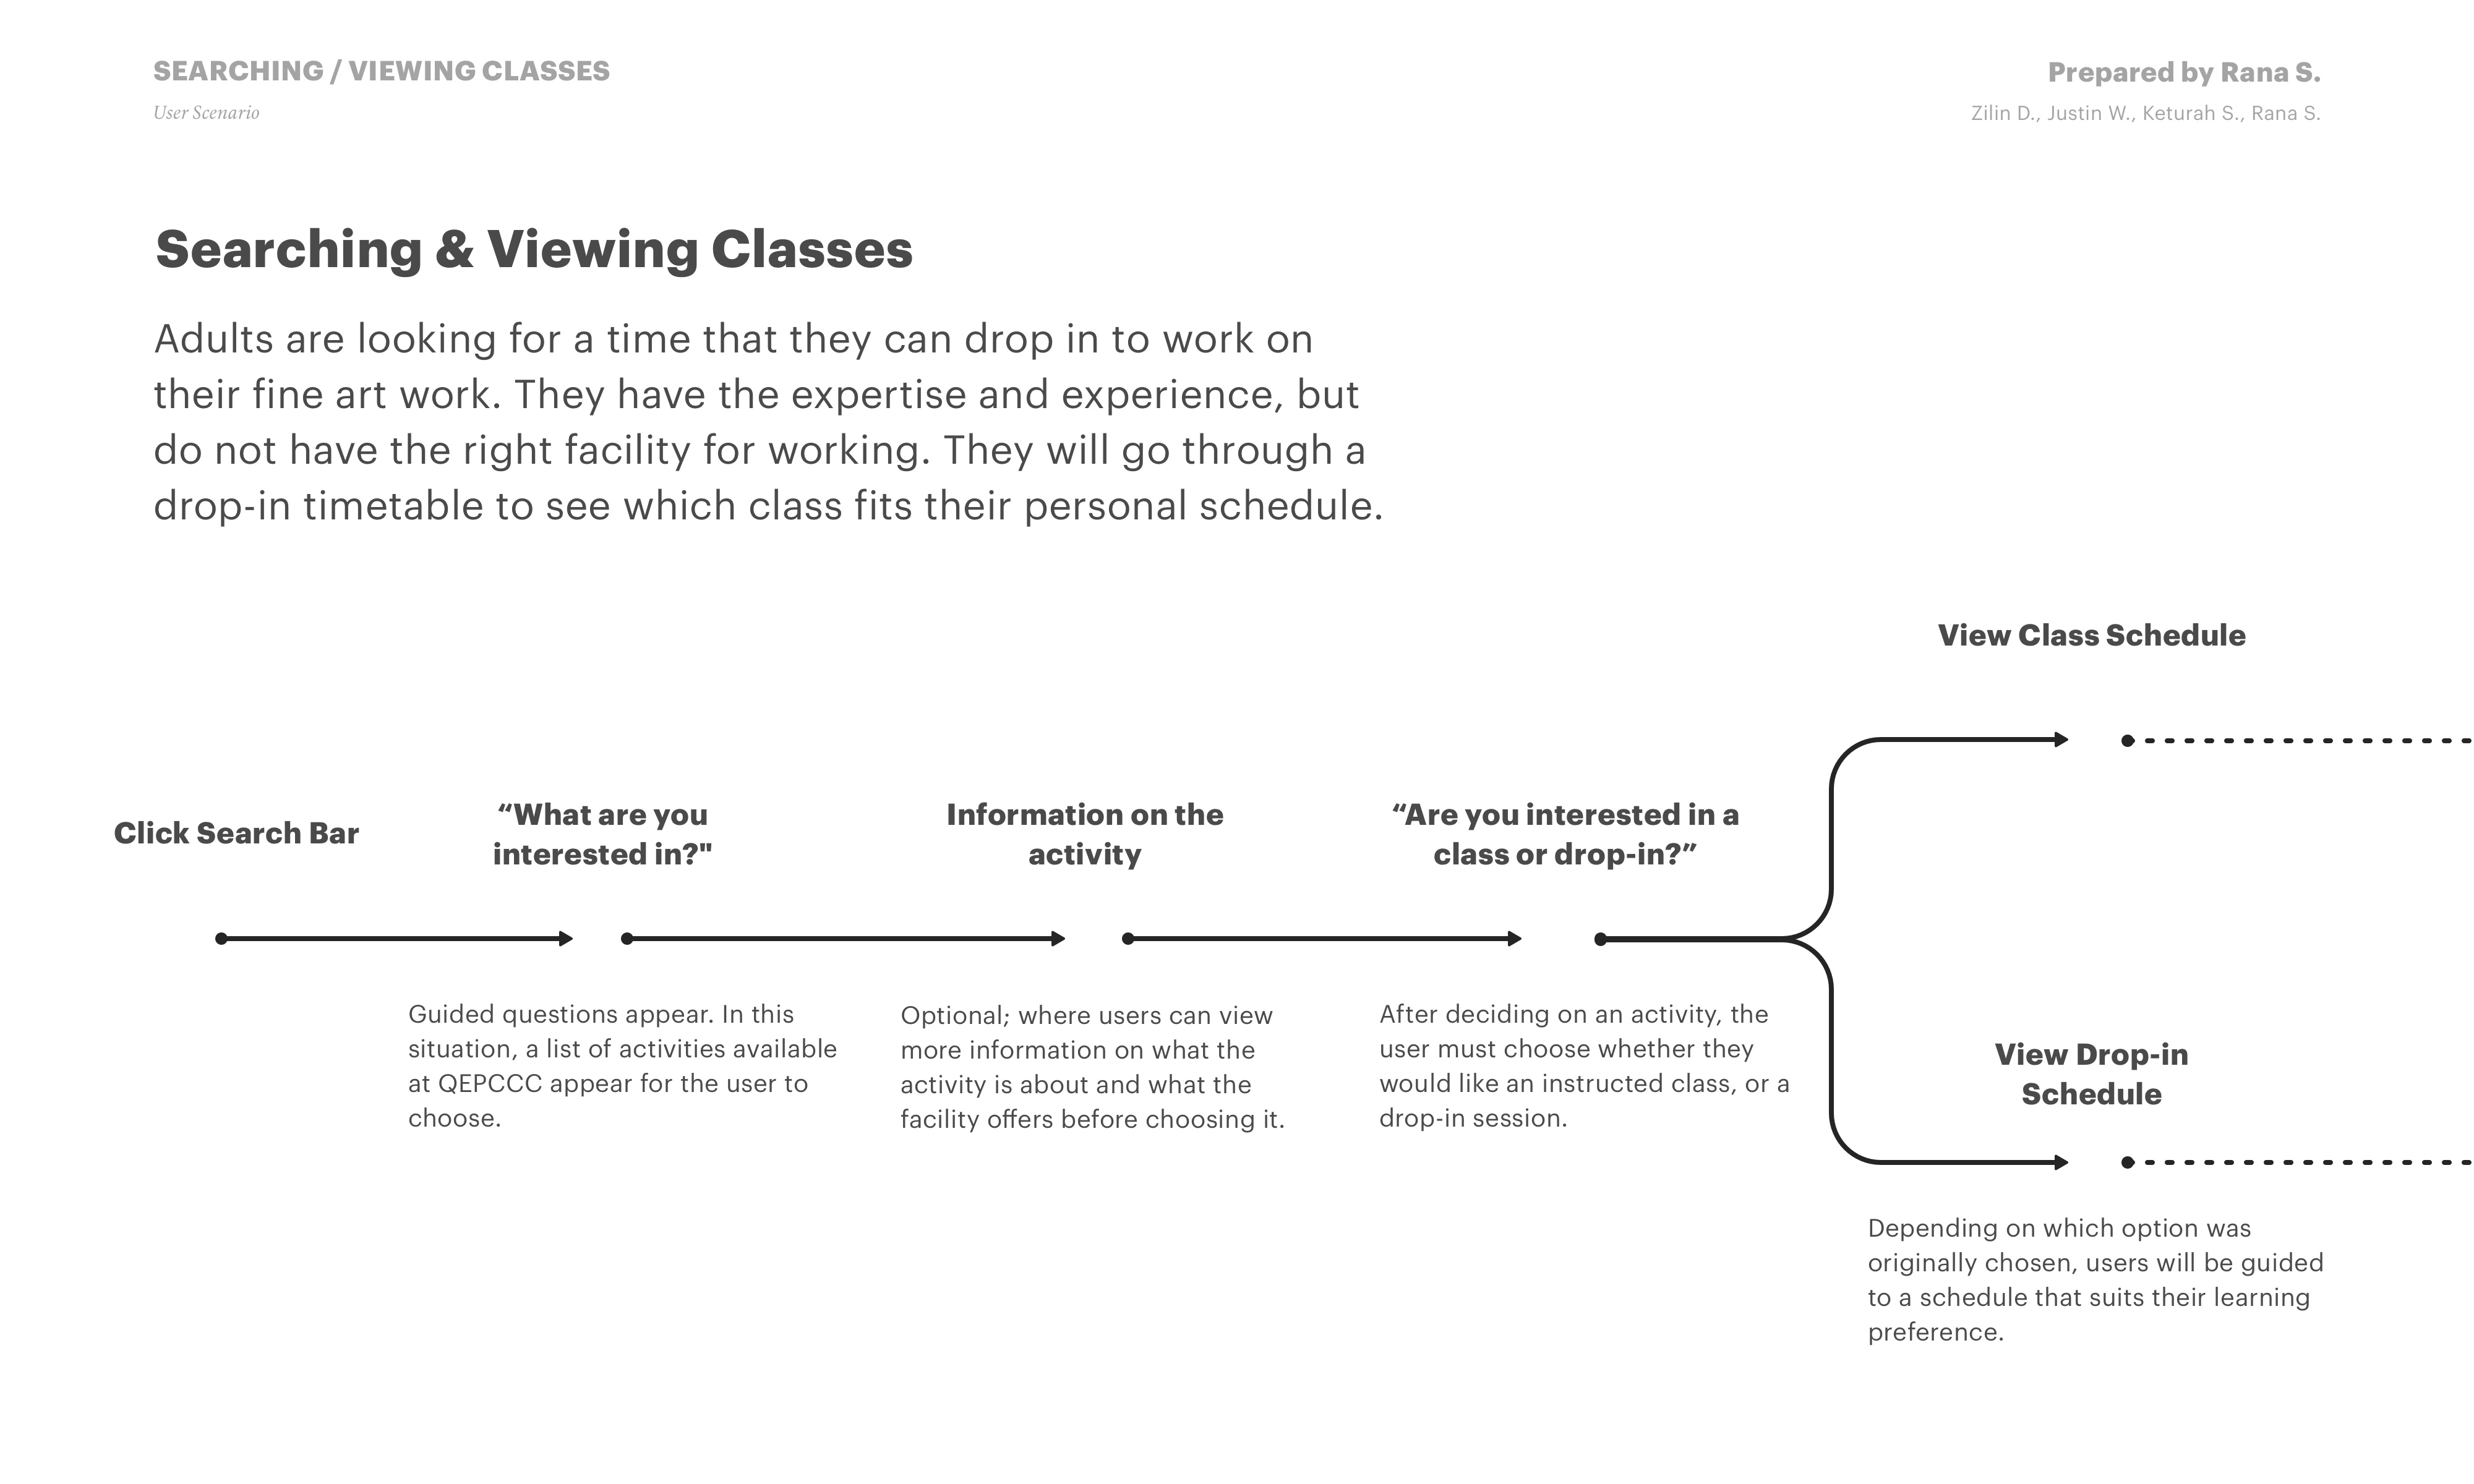 SEARCHING / VIEWING CLASSES
User Scenario
Prepared by Rana S.
Zilin D., Justin W., Keturah S., Rana S.
Searching & Viewing Classes
Adults are looking for a time that they can drop in to work on
their fine art work. They have the expertise and experience, but
do not have the right facility for working. They will go through a
drop-in timetable to see which class fits their personal schedule.
Click Search Bar
“What are you
interested in?"
Guided questions appear. In this
situation, a list of activities available
at QEPCCC appear for the user to
choose.
Information on the
activity
Optional; where users can view
more information on what the
activity is about and what the
facility offers before choosing it.
“Are you interested in a
class or drop-in?”
After deciding on an activity, the
user must choose whether they
would like an instructed class, or a
drop-in session.
View Class Schedule
View Drop-in
Schedule
Depending on which option was
originally chosen, users will be guided
to a schedule that suits their learning
preference.